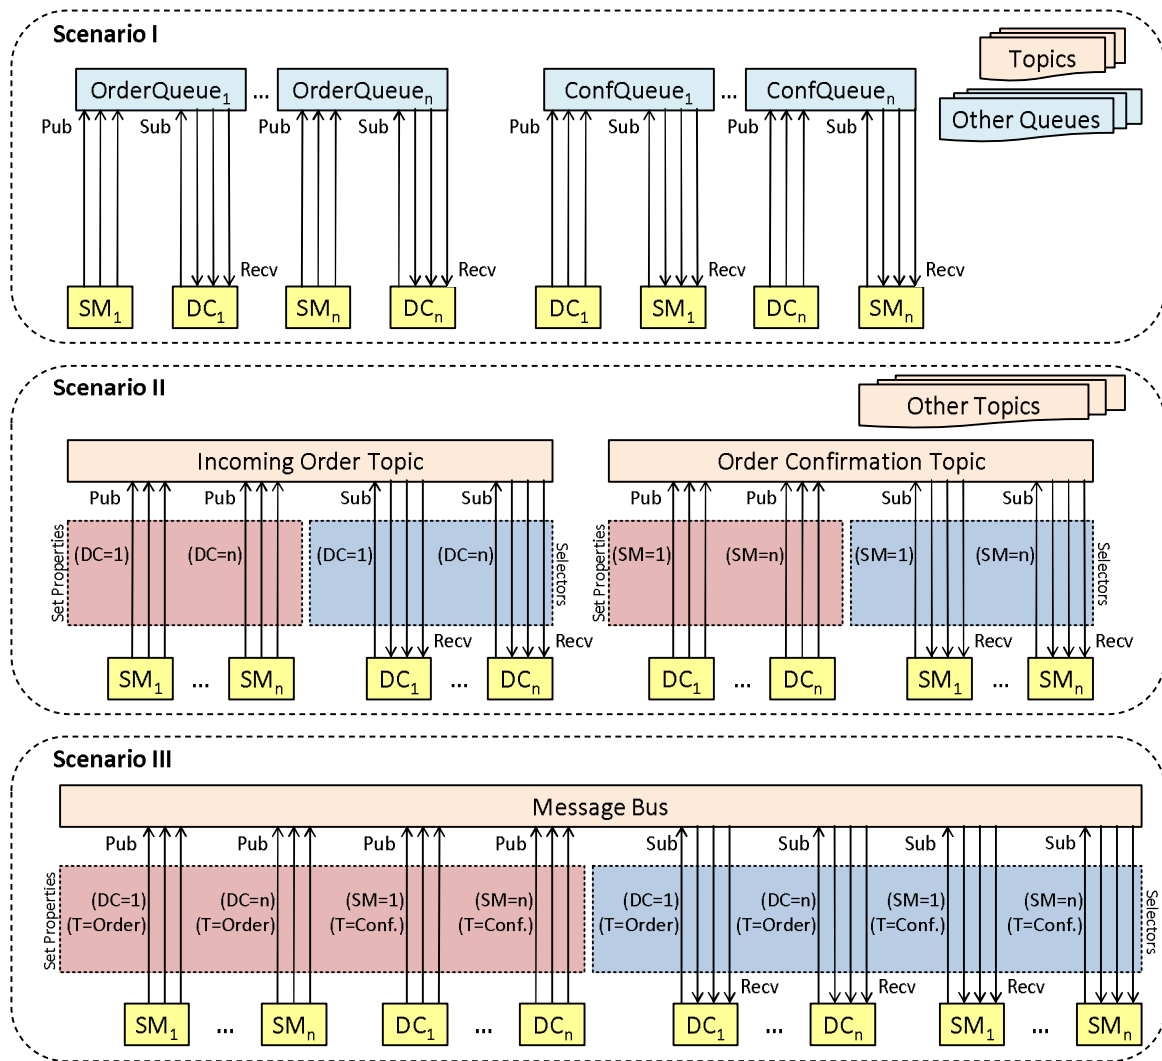 Scenario I
Topics
Other Queues
OrderQueue1 ... OrderQueuen ConfQueue1 ... ConfQueuen
Pub Sub Pub Sub Pub Sub Pub Sub
Recv Recv Recv Recv
SM1 DC1 SMn DCn DC1 SM1 DCn SMn
Scenario II
Other Topics
Incoming Order Topic Order Confirmation Topic
Pub Pub Sub Sub Pub Pub Sub Sub
Set Properties (DC=1) (DC=n) (DC=1) (DC=n) Selectors Set Properties (SM=1) (SM=n) (SM=1) (SM=n) Selectors
Recv Recv Recv Recv
SM1 ... SMn DC1 ... DCn DC1 ... DCn SM1 ... SMn
Scenario III
Message Bus
Pub Pub Pub Pub Sub Sub Sub Sub
Set Properties
(DC=1) (DC=n) (SM=1) (SM=n) (DC=1) (DC=n) (SM=1) (SM=n)
(T=Order) (T=Order) (T=Conf.) (T=Conf.) (T=Order) (T=Order) (T=Conf.) (T=Conf.)
Selectors
Recv Recv Recv
SM1 ... SMn DC1 ... DCn DC1 ... DCn SM1 ... SMn